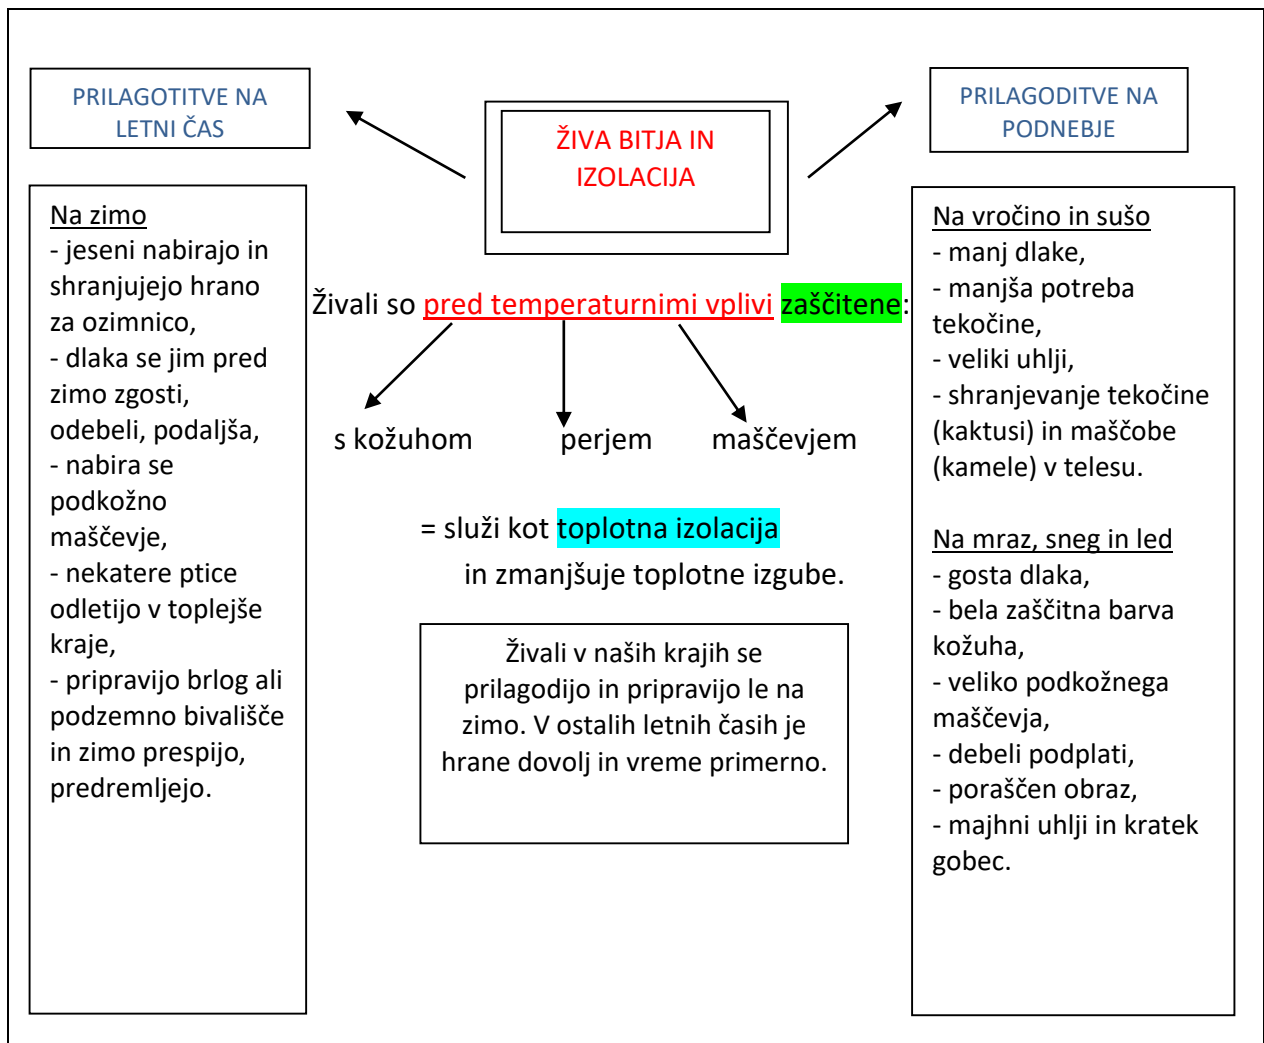 PRILAGOTITVE NA
LETNI ČAS
ŽIVA BITJA IN
IZOLACIJA
PRILAGODITVE NA
PODNEBJE
Na zimo
- jeseni nabirajo in
shranjujejo hrano
za ozimnico,
- dlaka se jim pred
zimo zgosti,
odebeli, podaljša,
- nabira se
podkožno
maščevje,
- nekatere ptice
odletijo v toplejše
kraje,
- pripravijo brlog ali
podzemno bivališče
in zimo prespijo,
predremljejo.
Živali so pred temperaturnimi vplivi zaščitene:
s kožuhom perjem maščevjem
= služi kot toplotna izolacija
in zmanjšuje toplotne izgube.
Živali v naših krajih se
prilagodijo in pripravijo le na
zimo. V ostalih letnih časih je
hrane dovolj in vreme primerno.
Na vročino in sušo
- manj dlake,
- manjša potreba
tekočine,
- veliki uhlji,
- shranjevanje tekočine
(kaktusi) in maščobe
(kamele) v telesu.
Na mraz, sneg in led
- gosta dlaka,
- bela zaščitna barva
kožuha,
- veliko podkožnega
maščevja,
- debeli podplati,
- poraščen obraz,
- majhni uhlji in kratek
gobec.